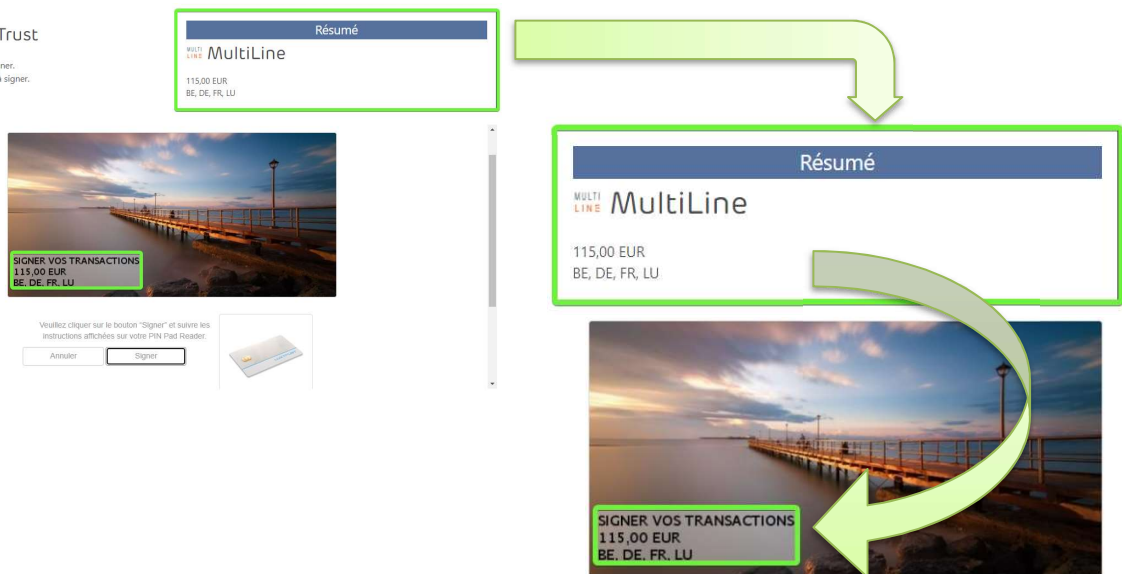 Trust
ner.
signer.
Résumé
MULTI LINE MultiLine
115,00 EUR
BE, DE, FR, LU
SIGNER VOS TRANSACTIONS
115,00 EUR
BE, DE, FR, LU
Veuillez cliquer sur le bouton "Signer" et suivre les
instructions affichées sur votre PIN Pad Reader.
Annuler
Signer
Résumé
MULTI LINE MultiLine
115,00 EUR
BE, DE, FR, LU
SIGNER VOS TRANSACTIONS
115,00 EUR
BE, DE, FR, LU